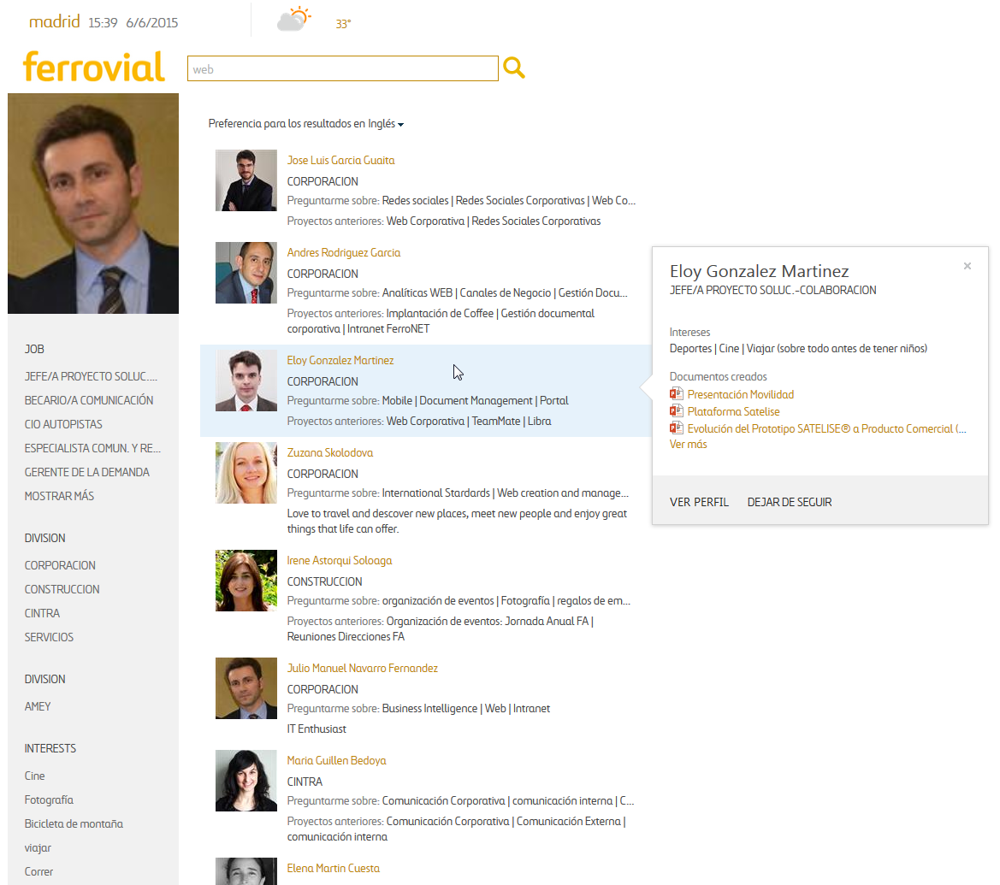 madrid 15:39 6/6/2015
33°
ferrovial
web
Preferencia para los resultados en Inglés
JOB
JEFE/A PROYECTO SOLUC....
BECARIO/A COMUNICACIÓN
CIO AUTOPISTAS
ESPECIALISTA COMUN. Y RE...
GERENTE DE LA DEMANDA
MOSTRAR MÁS
DIVISION
CORPORACION
CONSTRUCCION
CINTRA
SERVICIOS
DIVISION
AMEY
INTERESTS
Cine
Fotografía
Bicicleta de montaña
viajar
Correr
Jose Luis Garcia Guaita
CORPORACION
Preguntarme sobre: Redes sociales | Redes Sociales Corporativas | Web Co...
Proyectos anteriores: Web Corporativa | Redes Sociales Corporativas
Andres Rodriguez Garcia
CORPORACION
Preguntarme sobre: Analíticas WEB | Canales de Negocio | Gestión Docu...
Proyectos anteriores: Implantación de Coffee | Gestión documental
corporativa | Intranet FerroNET
Eloy Gonzalez Martinez
CORPORACION
Preguntarme sobre: Mobile | Document Management | Portal
Proyectos anteriores: Web Corporativa | TeamMate | Libra
Zuzana Skolodova
CORPORACION
Preguntarme sobre: International Stardards | Web creation and manage...
Love to travel and descover new places, meet new people and enjoy great
things that life can offer.
Irene Astorqui Soloaga
CONSTRUCCION
Preguntarme sobre: organización de eventos | Fotografía | regalos de em...
Proyectos anteriores: Organización de eventos: Jornada Anual FA |
Reuniones Direcciones FA
Julio Manuel Navarro Fernandez
CORPORACION
Preguntarme sobre: Business Intelligence | Web | Intranet
IT Enthusiast
Maria Guillen Bedoya
CINTRA
Preguntarme sobre: Comunicación Corporativa | comunicación interna | C...
Proyectos anteriores: Comunicación Corporativa | Comunicación Externa |
comunicación interna
Elena Martin Cuesta
Eloy Gonzalez Martinez
JEFE/A PROYECTO SOLUC.-COLABORACION
Intereses
Deportes | Cine | Viajar (sobre todo antes de tener niños)
Documentos creados
Presentación Movilidad
Plataforma Satelise
Evolución del Prototipo SATELISE® a Producto Comercial (...
Ver más
VER PERFIL DEJAR DE SEGUIR